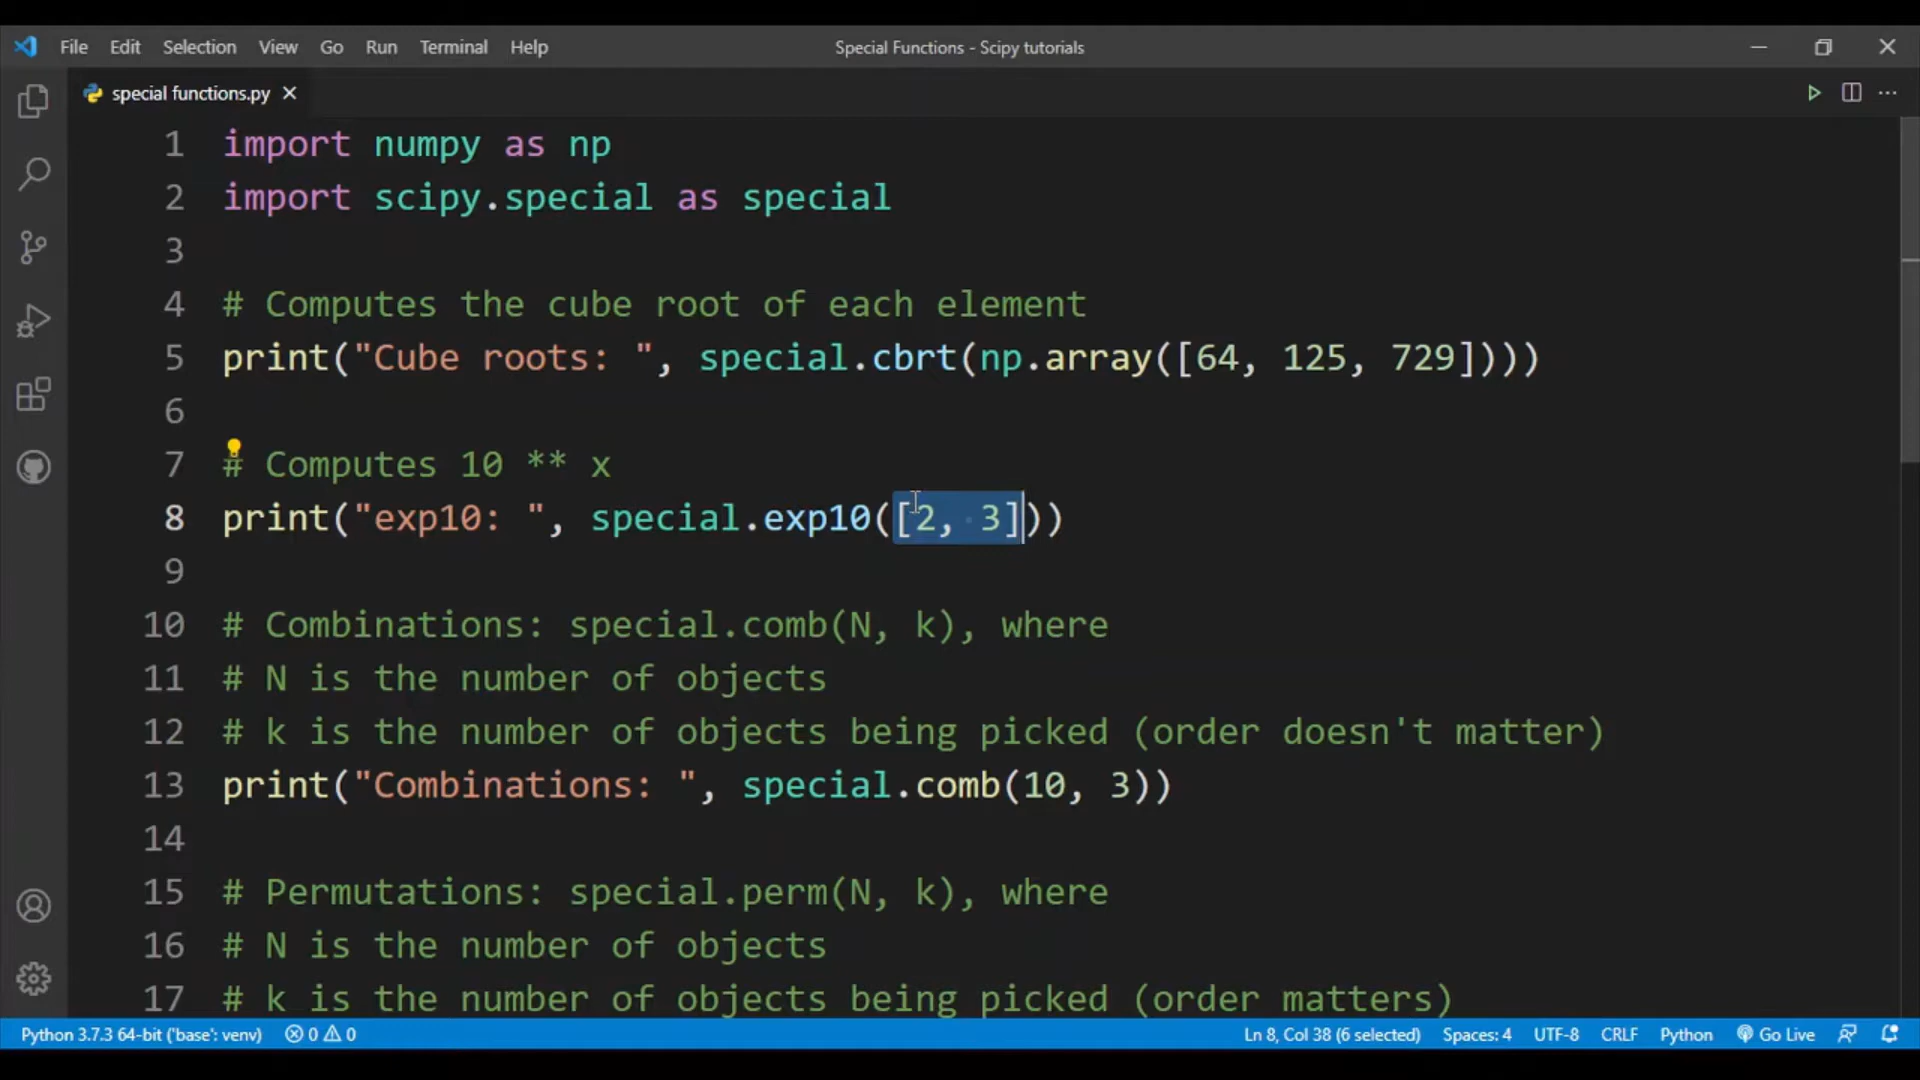 File Edit Selection View Go Run Terminal Help Special Functions - Scipy tutorials
special functions.py
1 import numpy as np
2 import scipy.special as special
3
4 # Computes the cube root of each element
5 print("Cube roots: ", special.cbrt(np.array([64, 125, 729])))
6
7 # Computes 10 ** x
8 print("exp10: ", special.exp10([2, 3]))
9
10 # Combinations: special.comb(N, k), where
11 # N is the number of objects
12 # k is the number of objects being picked (order doesn't matter)
13 print("Combinations: ", special.comb(10, 3))
14
15 # Permutations: special.perm(N, k), where
16 # N is the number of objects
17 # k is the number of objects being picked (order matters)
Python 3.7.3 64-bit ('base': venv) 0 0 Ln 8, Col 38 (6 selected) Spaces: 4 UTF-8 CRLF Python Go Live